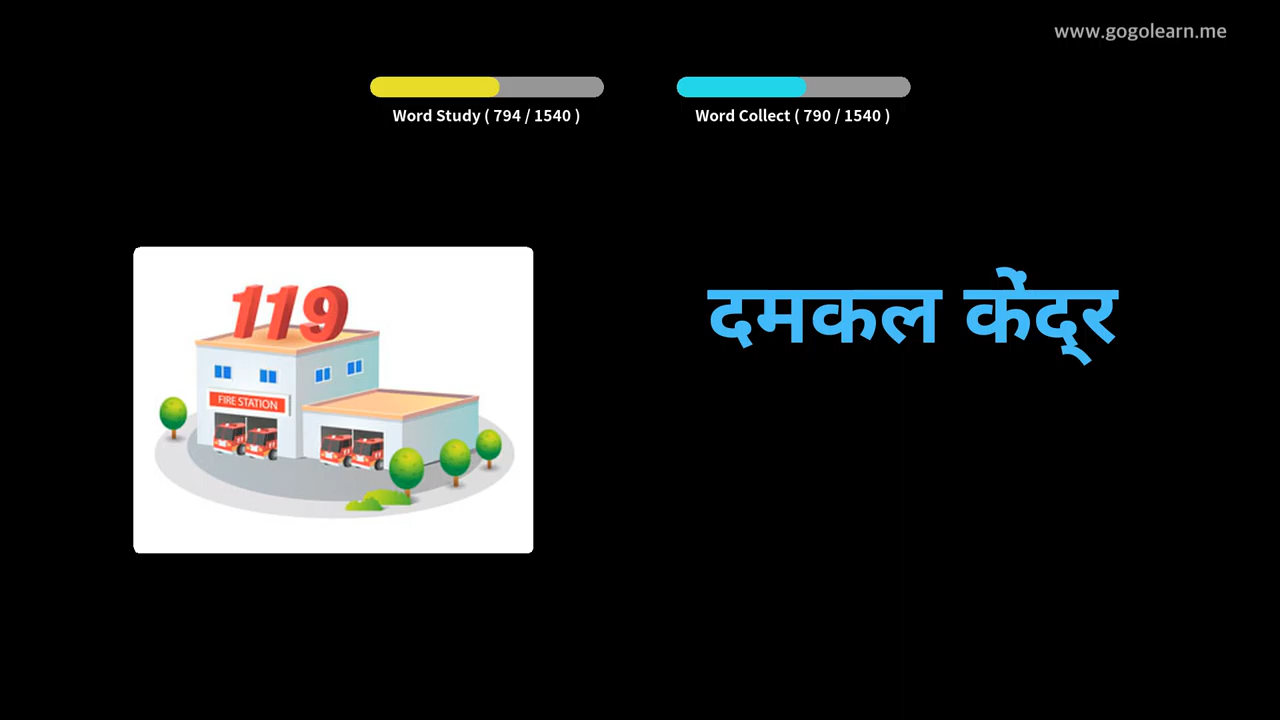 www.gogolearn.me
Word Study ( 794 / 1540 )
Word Collect ( 790 / 1540 )
119
FIRE STATION
दमकल केंद्र